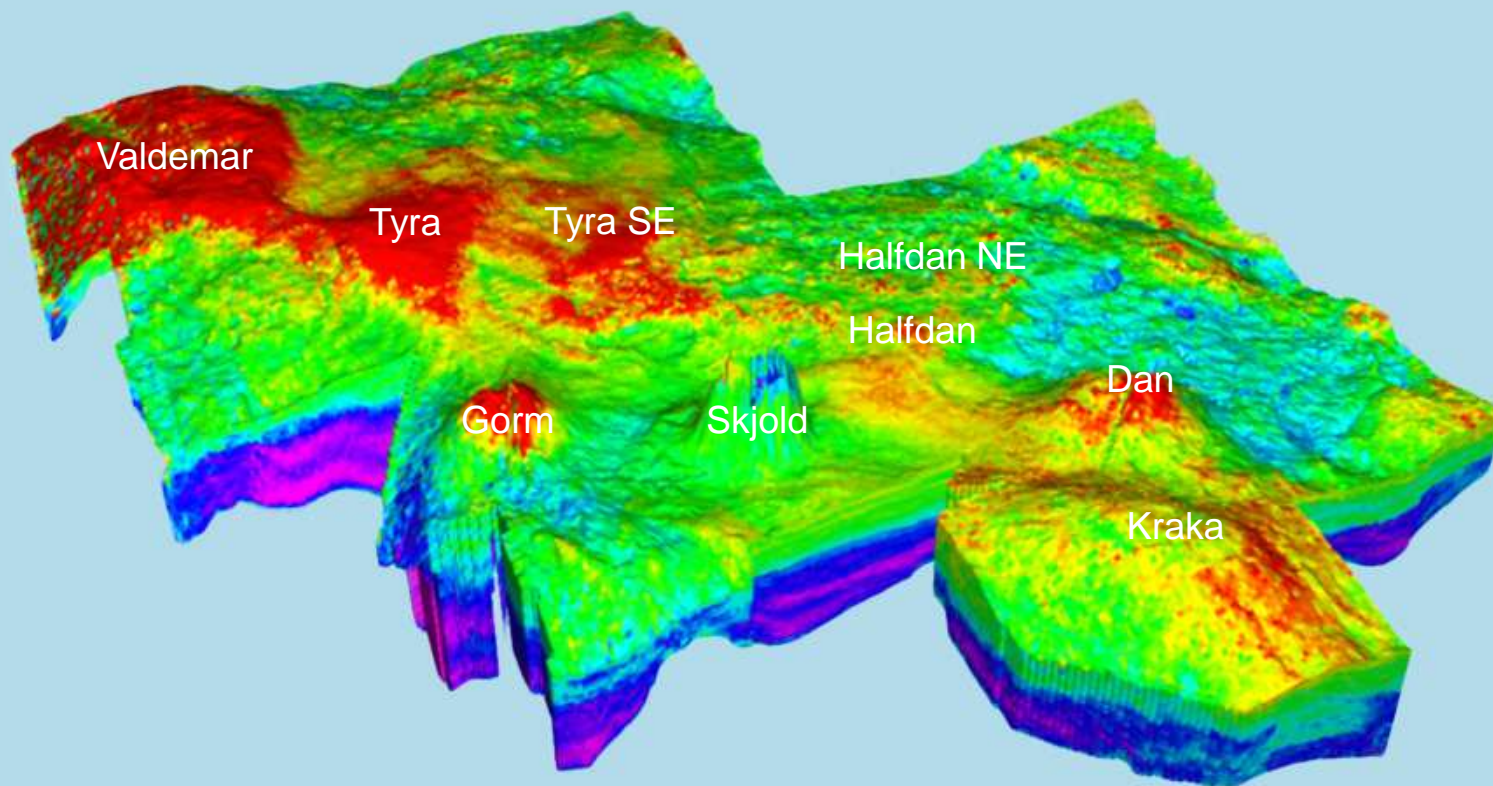 Valdemar
Tyra
Tyra SE
Halfdan NE
Halfdan
Dan
Gorm
Skjold
Kraka